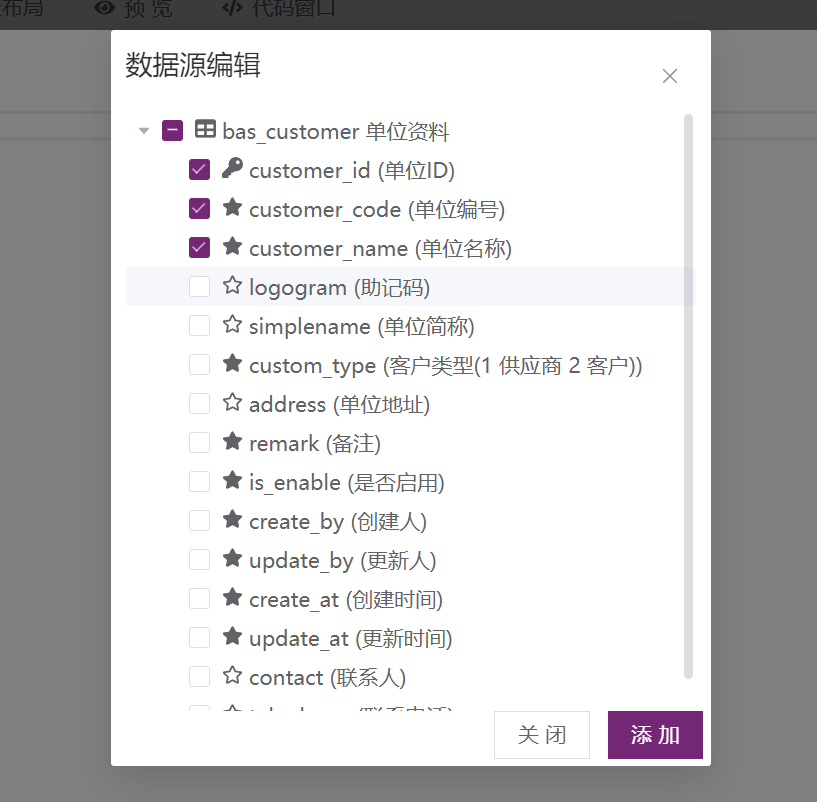 布局 预 览 </> 代码窗口
数据源编辑
bas_customer 单位资料
customer_id (单位ID)
customer_code (单位编号)
customer_name (单位名称)
logogram (助记码)
simplename (单位简称)
custom_type (客户类型(1 供应商 2 客户))
address (单位地址)
remark (备注)
is_enable (是否启用)
create_by (创建人)
update_by (更新人)
create_at (创建时间)
update_at (更新时间)
contact (联系人)
关 闭 添 加